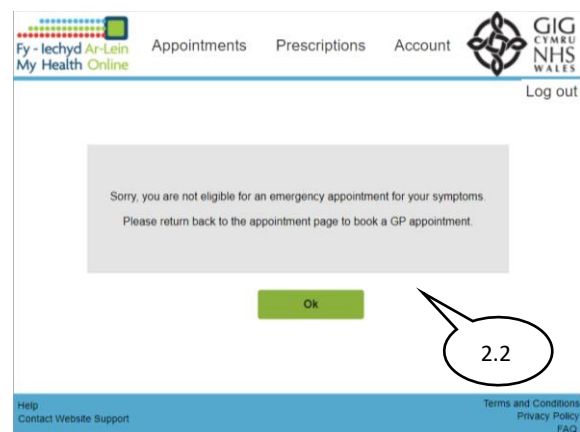 Fy - Iechyd Ar-Lein
My Health Online
Appointments
Prescriptions
Account
GIG
CYMRU
NHS
WALES
Log out
Sorry, you are not eligible for an emergency appointment for your symptoms.
Please return back to the appointment page to book a GP appointment.
Ok
2.2
Help
Contact Website Support
Terms and Conditions
Privacy Policy
FAQ